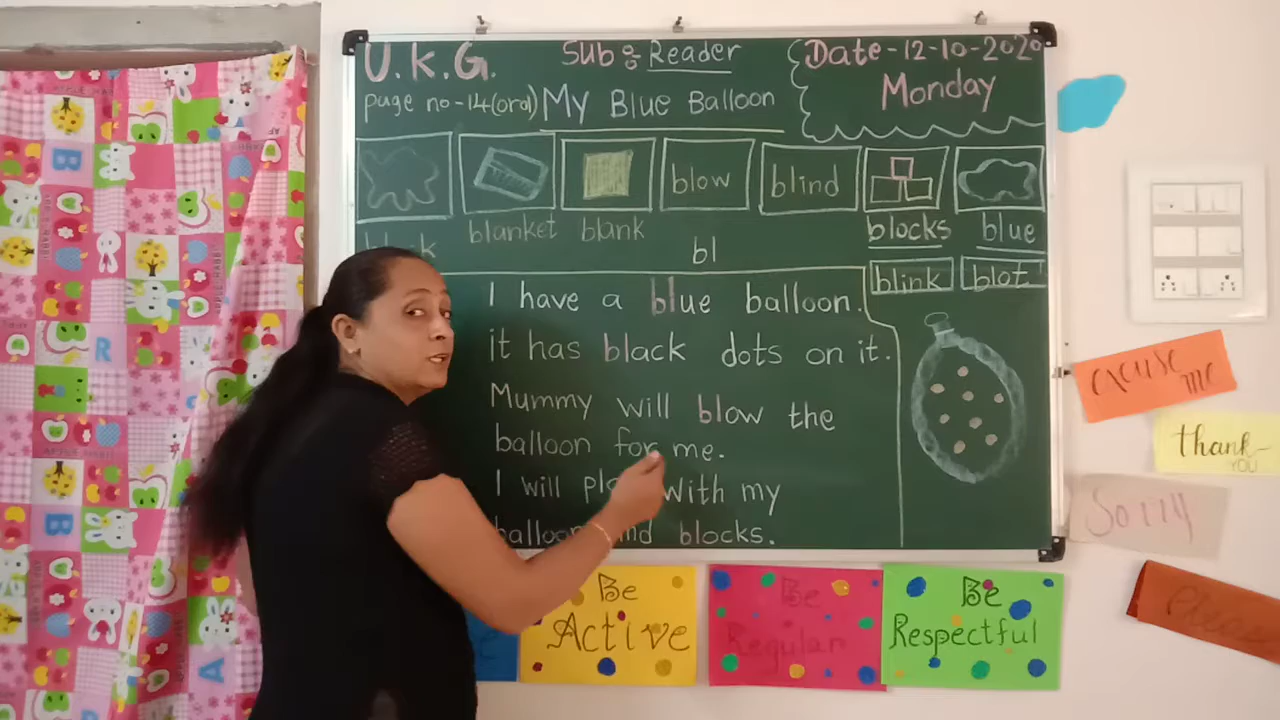 U.K.G.
Sub: Reader
Date-12-10-2020
Monday
page no-14(oral)
My Blue Balloon
blow
blind
blanket
blank
blocks
blue
bl
blink
blot
I have a blue balloon.
it has black dots on it.
Mummy will blow the
balloon for me.
I will with my
blocks.
excuse me
thank
YOU
Sorry
Be
Active
Be
Regular
Be
Respectful
B
R
B
A